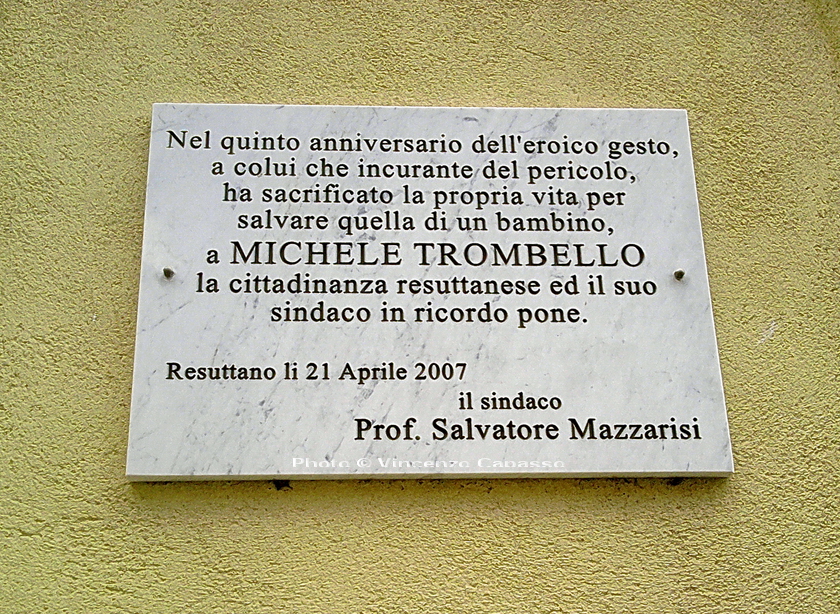 Nel quinto anniversario dell'eroico gesto,
a colui che incurante del pericolo,
ha sacrificato la propria vita per
salvare quella di un bambino,
a MICHELE TROMBELLO
la cittadinanza resuttanese ed il suo
sindaco in ricordo pone.
Resuttano li 21 Aprile 2007
il sindaco
Prof. Salvatore Mazzarisi
Photo © Vincenzo Capasso